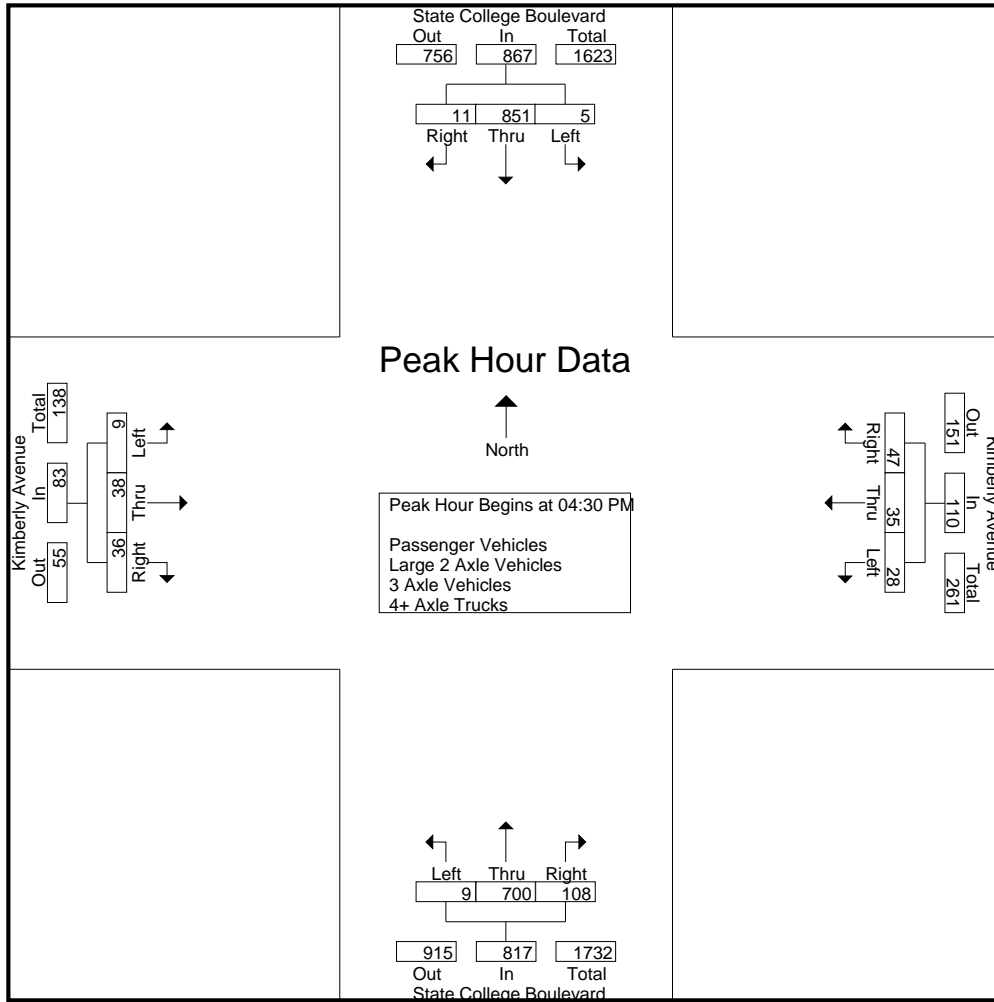 State College Boulevard
Out In Total
756 867 1623
11 851 5
Right Thru Left
Peak Hour Data
North
Peak Hour Begins at 04:30 PM
Passenger Vehicles
Large 2 Axle Vehicles
3 Axle Vehicles
4+ Axle Trucks
Kimberly Avenue
Out In Total
55 83 138
36 38 9
Right Thru Left
Kimberly Avenue
Out In Total
151 110 261
47 35 28
Right Thru Left
Left Thru Right
9 700 108
915 817 1732
Out In Total
State College Boulevard